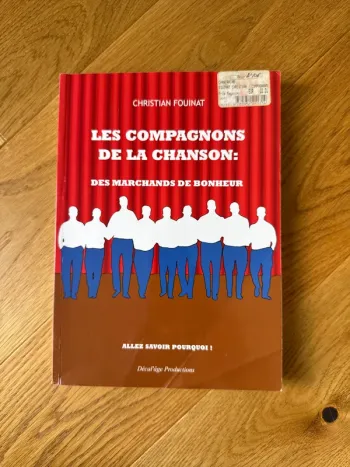 CHRISTIAN FOUINAT
LES COMPAGNONS
DE LA CHANSON:
DES MARCHANDS DE BONHEUR
ALLEZ SAVOIR POURQUOI !
Décal'âge Productions